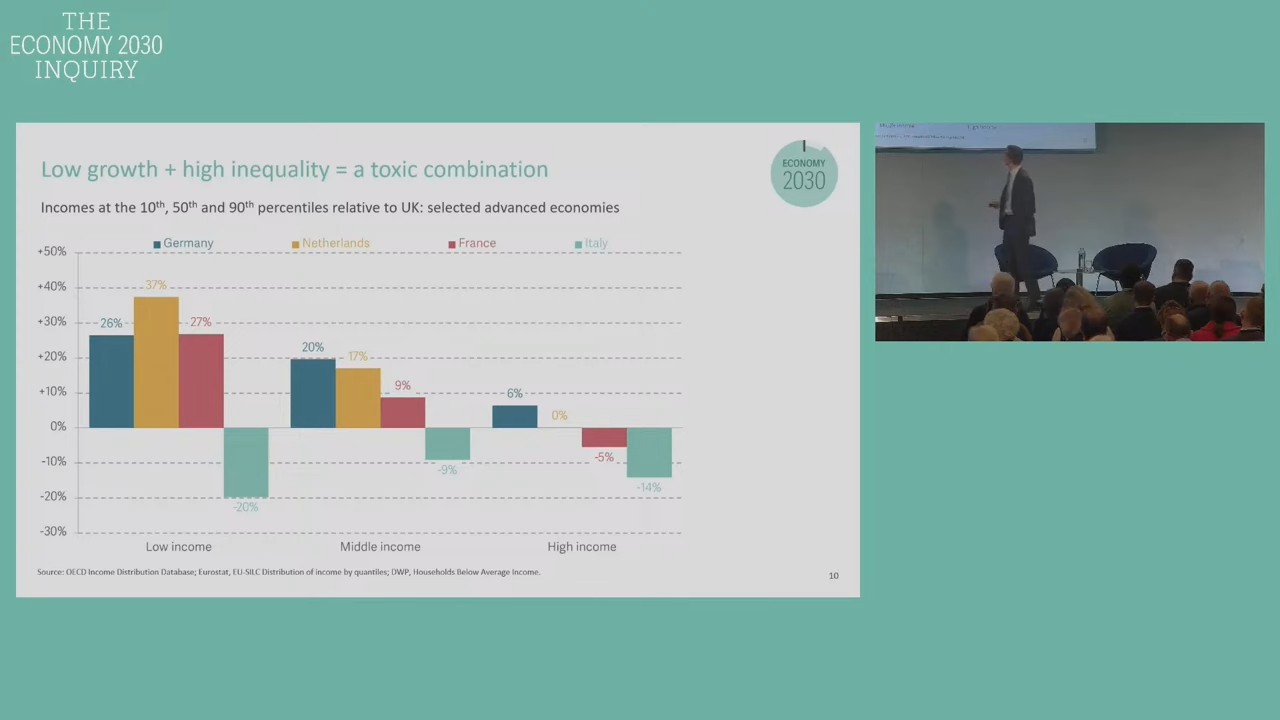 THE
ECONOMY 2030
INQUIRY
Low growth + high inequality = a toxic combination
ECONOMY
2030
Incomes at the 10th, 50th and 90th percentiles relative to UK: selected advanced economies
Germany Netherlands France Italy
+50%
+40%
+30%
+20%
+10%
0%
-10%
-20%
-30%
26% 37% 27% -20%
20% 17% 9% -9%
6% 0% -5% -14%
Low income Middle income High income
Source: OECD Income Distribution Database; Eurostat, EU-SILC Distribution of income by quantiles; DWP, Households Below Average Income.
10